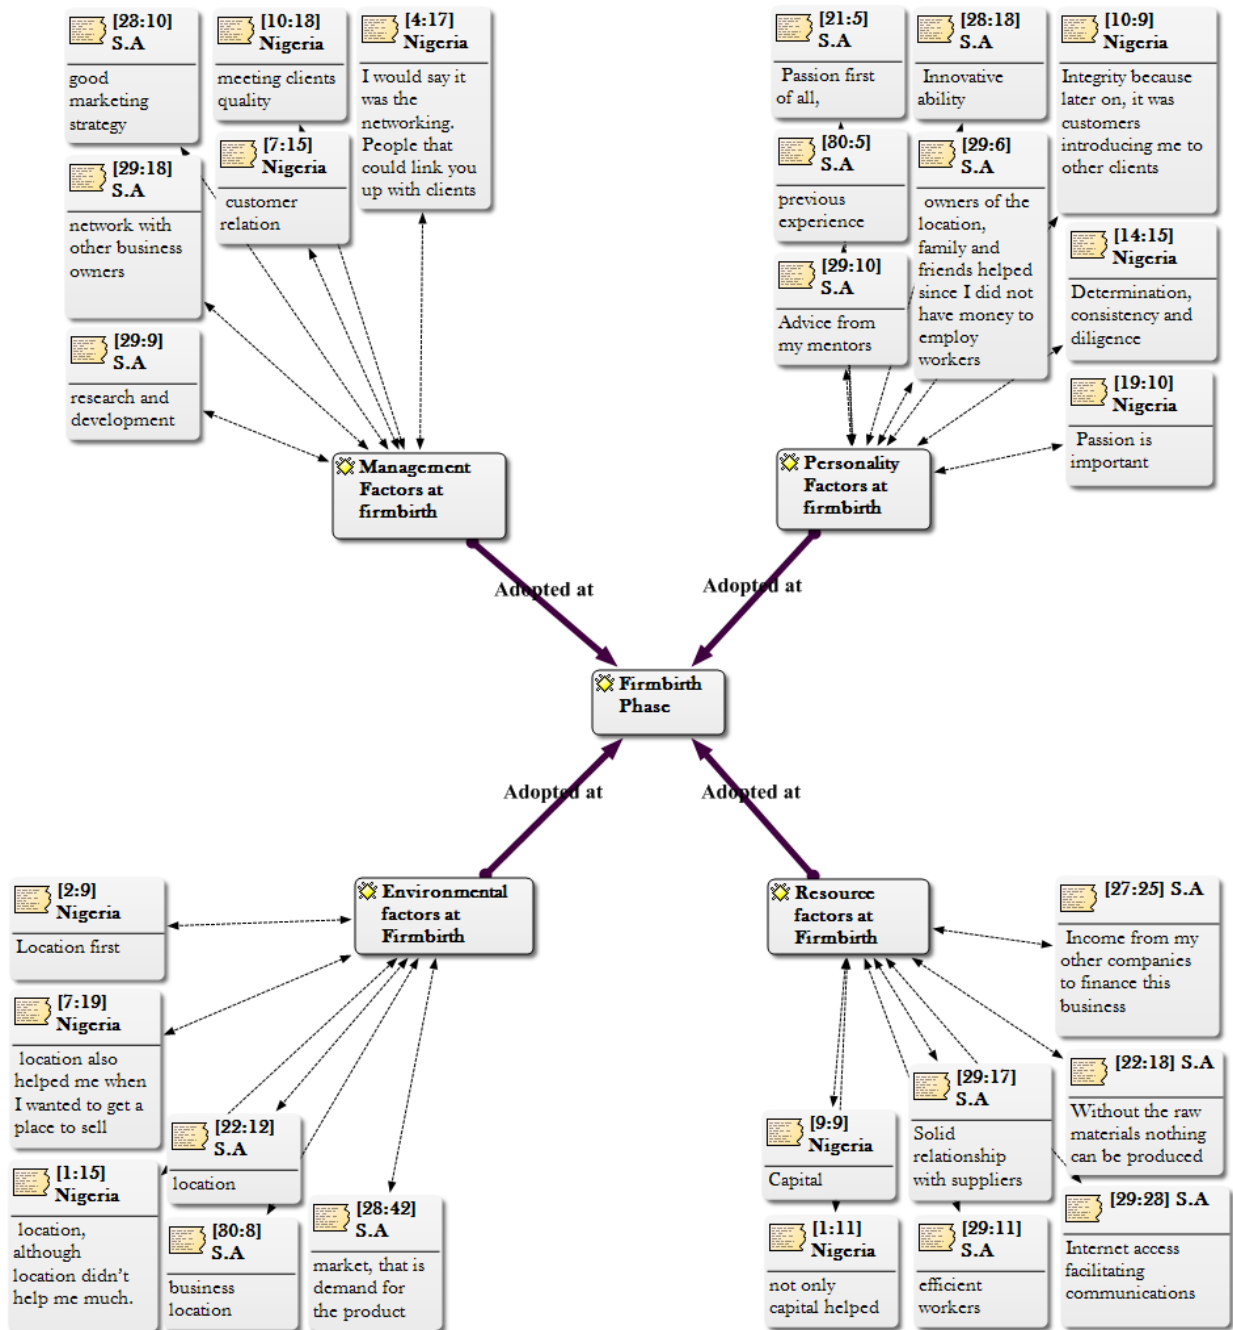 [28:10]
S.A
good
marketing
strategy
[10:18]
Nigeria
meeting clients
quality
[4:17]
Nigeria
I would say it
was the
networking.
People that
could link you
up with clients
[7:15]
Nigeria
customer
relation
[29:18]
S.A
network with
other business
owners
[29:9]
S.A
research and
development
Management
Factors at
firmbirth
[21:5]
S.A
Passion first
of all,
[28:18]
S.A
Innovative
ability
[10:9]
Nigeria
Integrity because
later on, it was
customers
introducing me to
other clients
[30:5]
S.A
previous
experience
[29:6]
S.A
owners of the
location,
family and
friends helped
since I did not
have money to
employ
workers
[29:10]
S.A
Advice from
my mentors
[14:15]
Nigeria
Determination,
consistency and
diligence
[19:10]
Nigeria
Passion is
important
Personality
Factors at
firmbirth
Adopted at
Adopted at
Firmbirth
Phase
Adopted at
Adopted at
Environmental
factors at
Firmbirth
[2:9]
Nigeria
Location first
[7:19]
Nigeria
location also
helped me when
I wanted to get a
place to sell
[1:15]
Nigeria
location,
although
location didn't
help me much.
[22:12]
S.A
location
[30:8]
S.A
business
location
[28:42]
S.A
market, that is
demand for
the product
Resource
factors at
Firmbirth
[27:25] S.A
Income from my
other companies
to finance this
business
[22:13] S.A
Without the raw
materials nothing
can be produced
[29:17]
S.A
Solid
relationship
with suppliers
[9:9]
Nigeria
Capital
[1:11]
Nigeria
not only
capital helped
[29:11]
S.A
efficient
workers
[29:23] S.A
Internet access
facilitating
communications